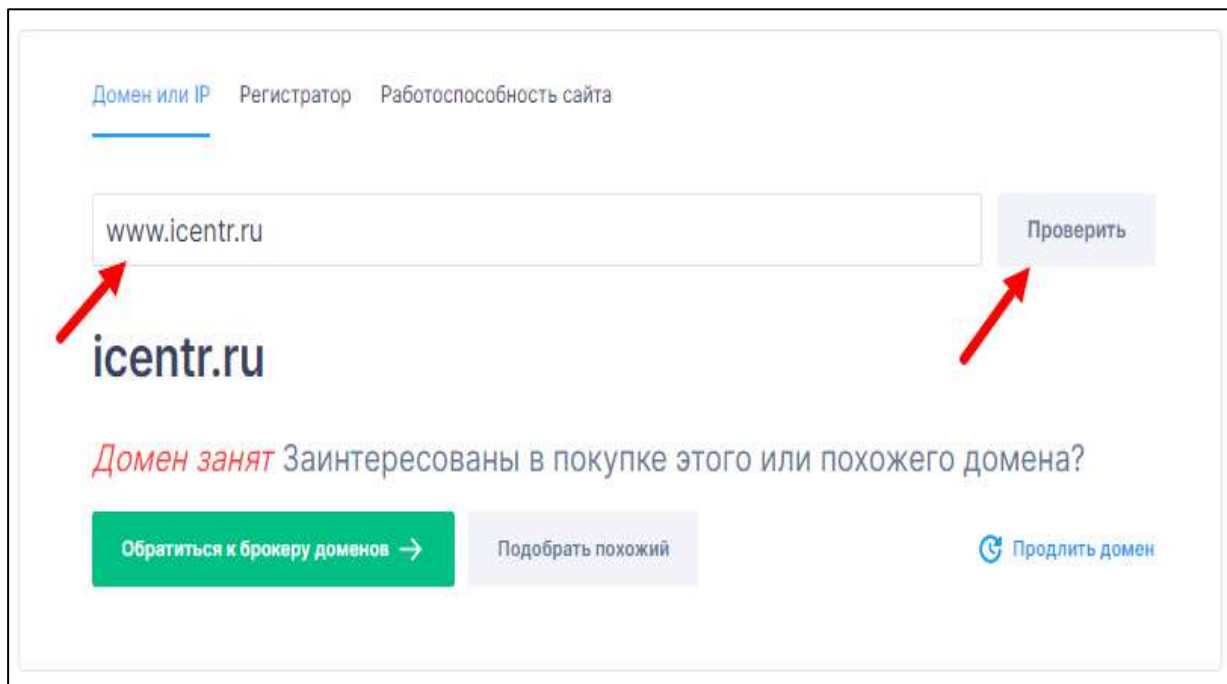 Домен или IP Регистратор Работоспособность сайта
www.icentr.ru Проверить
icentr.ru
Домен занят Заинтересованы в покупке этого или похожего домена?
Обратиться к брокеру доменов → Подобрать похожий Продлить домен